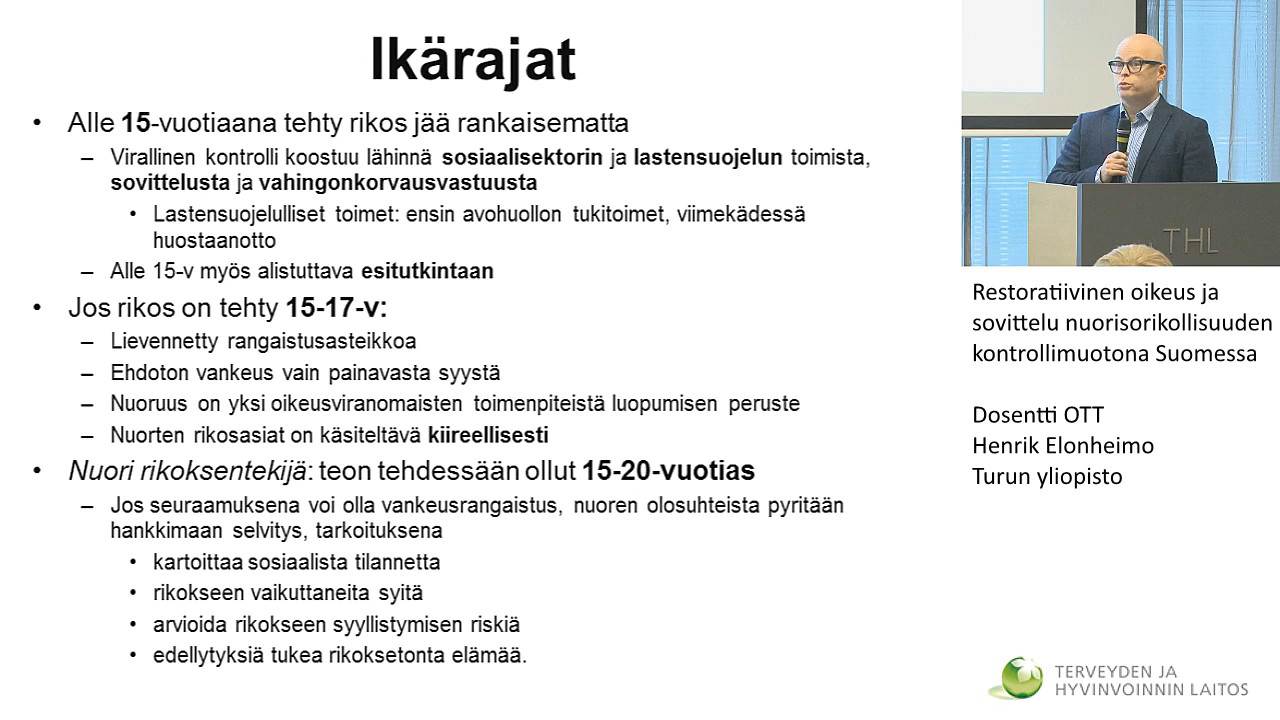 Ikärajat
• Alle 15-vuotiaana tehty rikos jää rankaisematta
– Virallinen kontrolli koostuu lähinnä sosiaalisektorin ja lastensuojelun toimista,
sovittelusta ja vahingonkorvausvastuusta
• Lastensuojelulliset toimet: ensin avohuollon tukitoimet, viimekädessä
huostaanotto
– Alle 15-v myös alistuttava esitutkintaan
• Jos rikos on tehty 15-17-v:
– Lievennetty rangaistusasteikkoa
– Ehdoton vankeus vain painavasta syystä
– Nuoruus on yksi oikeusviranomaisten toimenpiteistä luopumisen peruste
– Nuorten rikosasiat on käsiteltävä kiireellisesti
• Nuori rikoksentekijä: teon tehdessään ollut 15-20-vuotias
– Jos seuraamuksena voi olla vankeusrangaistus, nuoren olosuhteista pyritään
hankkimaan selvitys, tarkoituksena
• kartoittaa sosiaalista tilannetta
• rikokseen vaikuttaneita syitä
• arvioida rikokseen syyllistymisen riskiä
• edellytyksiä tukea rikoksetonta elämää.
THL
Restoratiivinen oikeus ja
sovittelu nuorisorikollisuuden
kontrollimuotona Suomessa
Dosentti OTT
Henrik Elonheimo
Turun yliopisto
TERVEYDEN JA
HYVINVOINNIN LAITOS